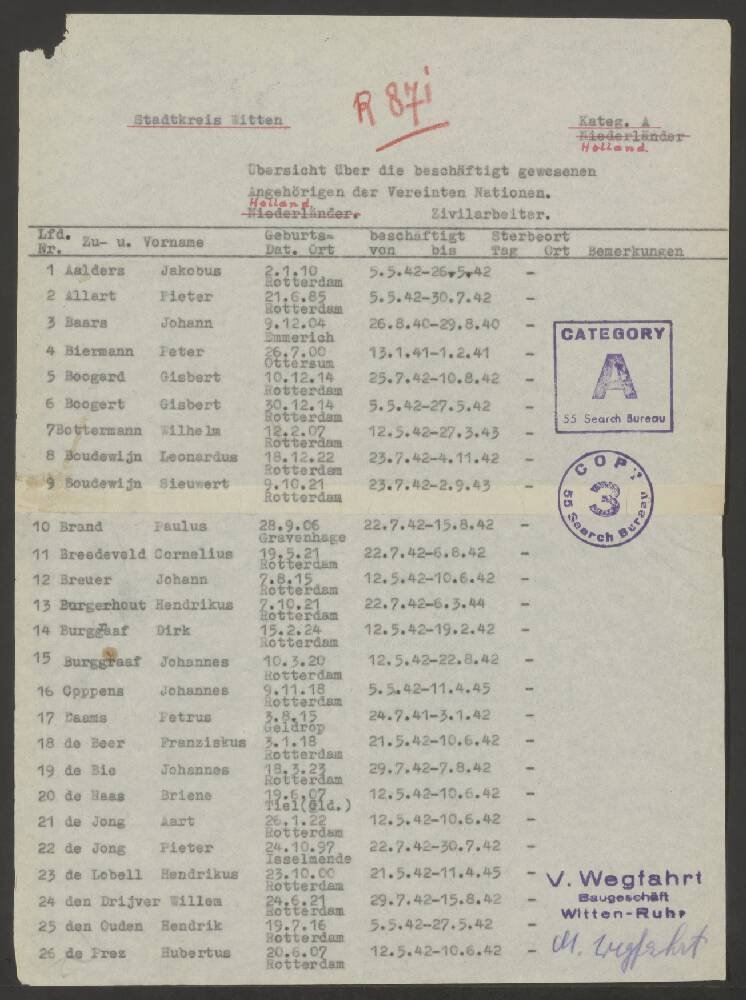 R 87i
Stadtkreis Witten
Kateg. A
Niederländer
Holland.
Übersicht über die beschäftigt gewesenen
Angehörigen der Vereinten Nationen.
Holland.
Niederländer. Zivilarbeiter.
Lfd. Nr. Zu- u. Vorname Geburts- Dat. Ort beschäftigt von bis Sterbeort Tag Ort Bemerkungen
1 Aalders Jakobus 2.1.10 5.5.42-26.5.42 -
Rotterdam
2 Allart Pieter 21.6.85 5.5.42-30.7.42 -
Rotterdam
3 Baars Johann 9.12.04 26.8.40-29.8.40 -
Emmerich
4 Biermann Peter 26.7.00 13.1.41-1.2.41 -
Ottersum
5 Boogard Gisbert 10.12.14 25.7.42-10.8.42 -
Rotterdam
6 Boogert Gisbert 30.12.14 5.5.42-27.5.42 -
Rotterdam
7Bottermann Wilhelm 12.2.07 12.5.42-27.3.43 -
Rotterdam
8 Boudewijn Leonardus 18.12.22 23.7.42-4.11.42 -
Rotterdam
9 Boudewijn Sieuwert 9.10.21 23.7.42-2.9.43 -
Rotterdam
CATEGORY
A
55 Search Bureau
COPY
3
55 Search Bureau
10 Brand Paulus 28.9.06 22.7.42-15.8.42 -
Gravenhage
11 Breedeveld Cornelius 19.5.21 22.7.42-6.8.42 -
Rotterdam
12 Breuer Johann 7.8.15 12.5.42-10.6.42 -
Rotterdam
13 Burgerhout Hendrikus 7.10.21 22.7.42-6.3.44 -
Rotterdam
14 Burggraaf Dirk 15.2.24 12.5.42-19.2.42 -
Rotterdam
15 Burggraaf Johannes 10.3.20 12.5.42-22.8.42 -
Rotterdam
16 Coppens Johannes 9.11.18 5.5.42-11.4.45 -
Rotterdam
17 Daams Petrus 3.8.15 24.7.41-3.1.42 -
Geldrop
18 de Beer Franziskus 3.1.18 21.5.42-10.6.42 -
Rotterdam
19 de Bie Johannes 18.3.23 29.7.42-7.8.42 -
Rotterdam
20 de Haas Briene 19.6.07 12.5.42-10.6.42 -
Tiel(Gld.)
21 de Jong Aart 26.1.22 12.5.42-10.6.42 -
Rotterdam
22 de Jong Pieter 24.10.97 22.7.42-30.7.42 -
Isselmende
23 de Lobell Hendrikus 23.10.00 21.5.42-11.4.45 -
Rotterdam
24 den Drijver Willem 24.6.21 29.7.42-15.8.42 -
Rotterdam
25 den Ouden Hendrik 19.7.16 5.5.42-27.5.42 -
Rotterdam
26 de Prez Hubertus 20.6.07 12.5.42-10.6.42 -
Rotterdam
V. Wegfahrt
Baugeschäft
Witten-Ruhr
M. Wegfahrt